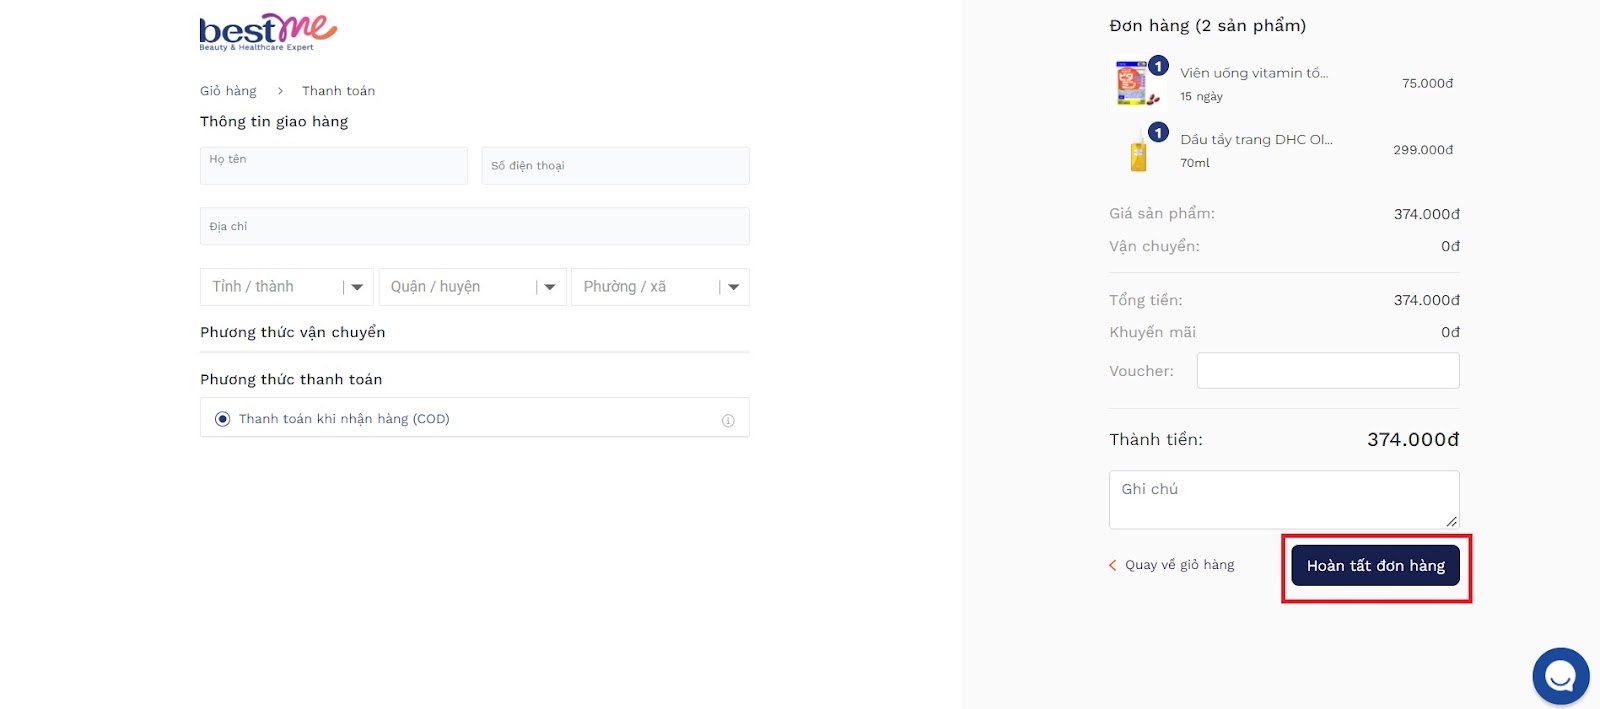 bestme
Beauty & Healthcare Expert
Giỏ hàng > Thanh toán
Thông tin giao hàng
Họ tên
Số điện thoại
Địa chỉ
Tỉnh / thành
Quận / huyện
Phường / xã
Phương thức vận chuyển
Phương thức thanh toán
Thanh toán khi nhận hàng (COD)
Đơn hàng (2 sản phẩm)
1
Viên uống vitamin tổ...
15 ngày
75.000đ
1
Dầu tẩy trang DHC Ol...
70ml
299.000đ
Giá sản phẩm: 374.000đ
Vận chuyển: 0đ
Tổng tiền: 374.000đ
Khuyến mãi 0đ
Voucher:
Thành tiền: 374.000đ
Ghi chú
Quay về giỏ hàng
Hoàn tất đơn hàng